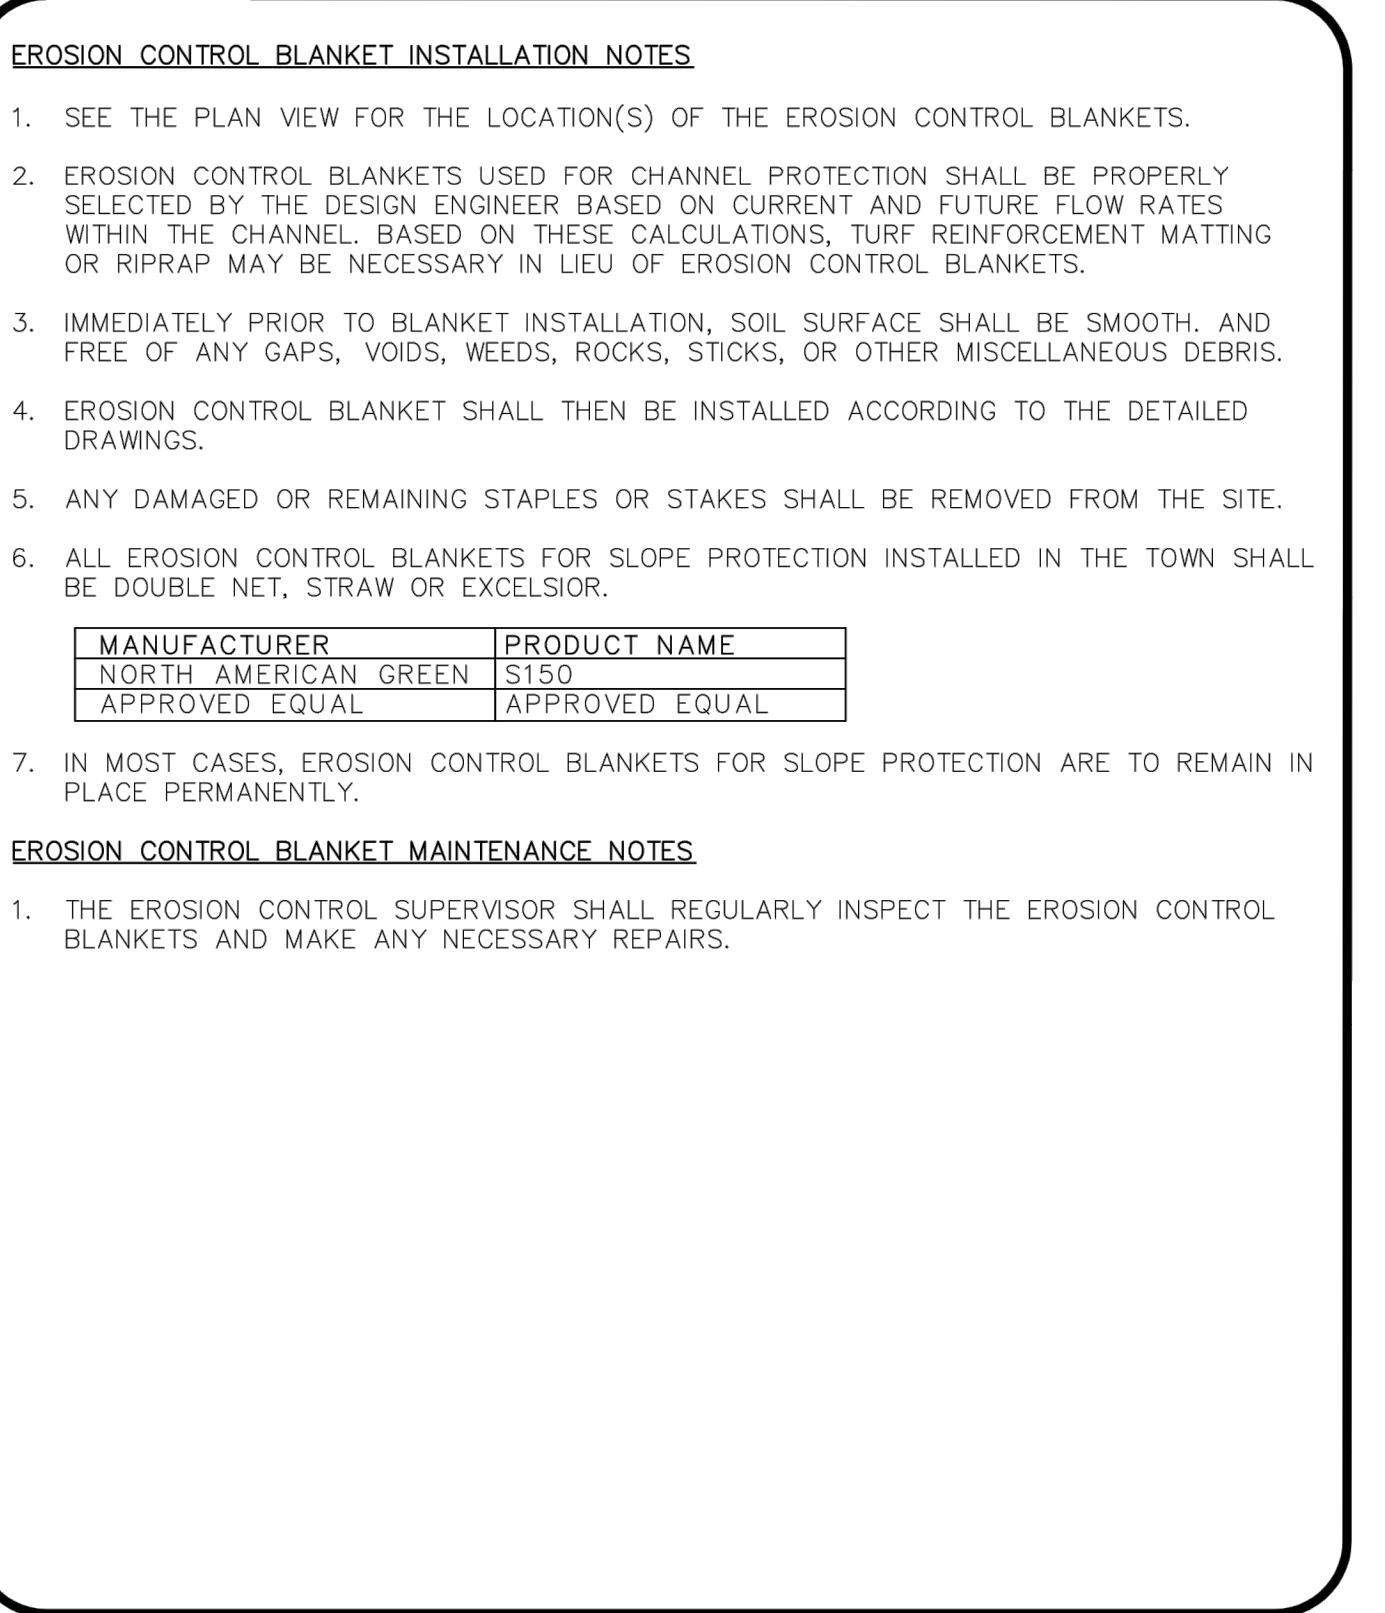 EROSION CONTROL BLANKET INSTALLATION NOTES
1. SEE THE PLAN VIEW FOR THE LOCATION(S) OF THE EROSION CONTROL BLANKETS.
2. EROSION CONTROL BLANKETS USED FOR CHANNEL PROTECTION SHALL BE PROPERLY
SELECTED BY THE DESIGN ENGINEER BASED ON CURRENT AND FUTURE FLOW RATES
WITHIN THE CHANNEL. BASED ON THESE CALCULATIONS, TURF REINFORCEMENT MATTING
OR RIPRAP MAY BE NECESSARY IN LIEU OF EROSION CONTROL BLANKETS.
3. IMMEDIATELY PRIOR TO BLANKET INSTALLATION, SOIL SURFACE SHALL BE SMOOTH. AND
FREE OF ANY GAPS, VOIDS, WEEDS, ROCKS, STICKS, OR OTHER MISCELLANEOUS DEBRIS.
4. EROSION CONTROL BLANKET SHALL THEN BE INSTALLED ACCORDING TO THE DETAILED
DRAWINGS.
5. ANY DAMAGED OR REMAINING STAPLES OR STAKES SHALL BE REMOVED FROM THE SITE.
6. ALL EROSION CONTROL BLANKETS FOR SLOPE PROTECTION INSTALLED IN THE TOWN SHALL
BE DOUBLE NET, STRAW OR EXCELSIOR.
MANUFACTURER PRODUCT NAME
NORTH AMERICAN GREEN S150
APPROVED EQUAL APPROVED EQUAL
7. IN MOST CASES, EROSION CONTROL BLANKETS FOR SLOPE PROTECTION ARE TO REMAIN IN
PLACE PERMANENTLY.
EROSION CONTROL BLANKET MAINTENANCE NOTES
1. THE EROSION CONTROL SUPERVISOR SHALL REGULARLY INSPECT THE EROSION CONTROL
BLANKETS AND MAKE ANY NECESSARY REPAIRS.